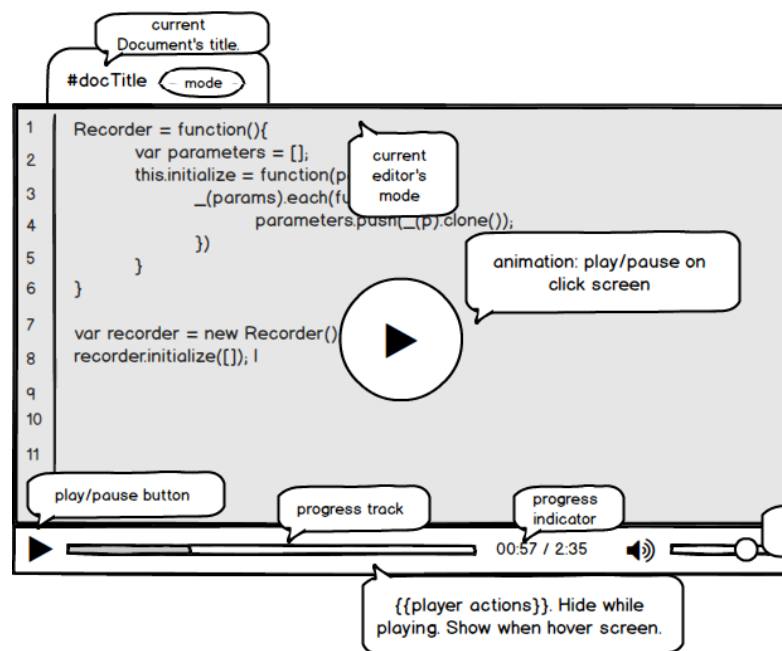 current
Document's title.
#docTitle mode
1 Recorder = function(){
2 var parameters = [];
this.initialize = function(p
3 _(params).each(fu
4 parameters.push(_(p).clone());
})
5 }
6 }
7 var recorder = new Recorder()
8 recorder.initialize([]); |
9
10
11
current
editor's
mode
animation: play/pause on
click screen
play/pause button
progress track
progress
indicator
00:57 / 2:35
{{player actions}}. Hide while
playing. Show when hover screen.